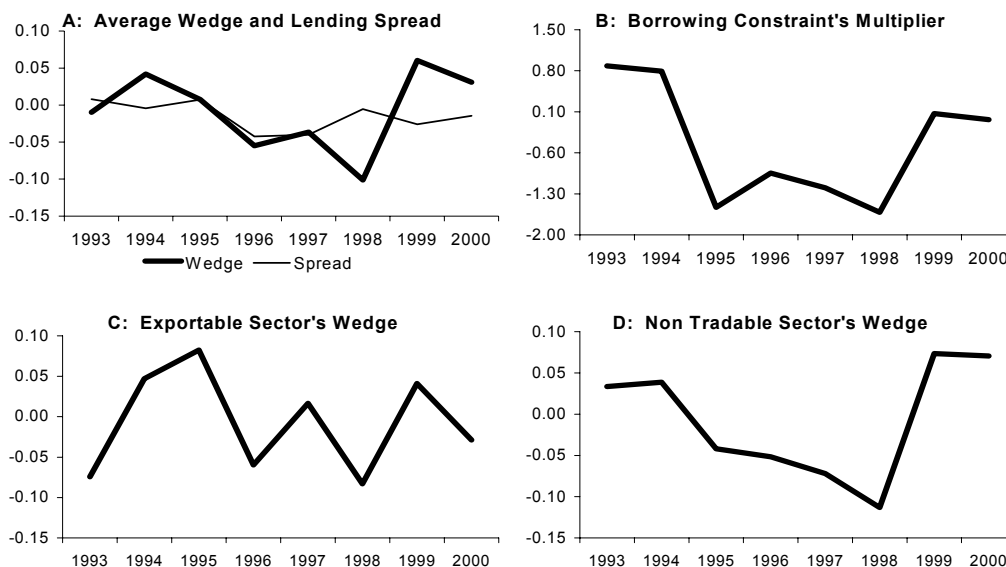 A: Average Wedge and Lending Spread
0.10
0.05
0.00
-0.05
-0.10
-0.15
1993 1994 1995 1996 1997 1998 1999 2000
Wedge Spread
B: Borrowing Constraint's Multiplier
1.50
0.80
0.10
-0.60
-1.30
-2.00
1993 1994 1995 1996 1997 1998 1999 2000
C: Exportable Sector's Wedge
0.10
0.05
0.00
-0.05
-0.10
-0.15
1993 1994 1995 1996 1997 1998 1999 2000
D: Non Tradable Sector's Wedge
0.10
0.05
0.00
-0.05
-0.10
-0.15
1993 1994 1995 1996 1997 1998 1999 2000